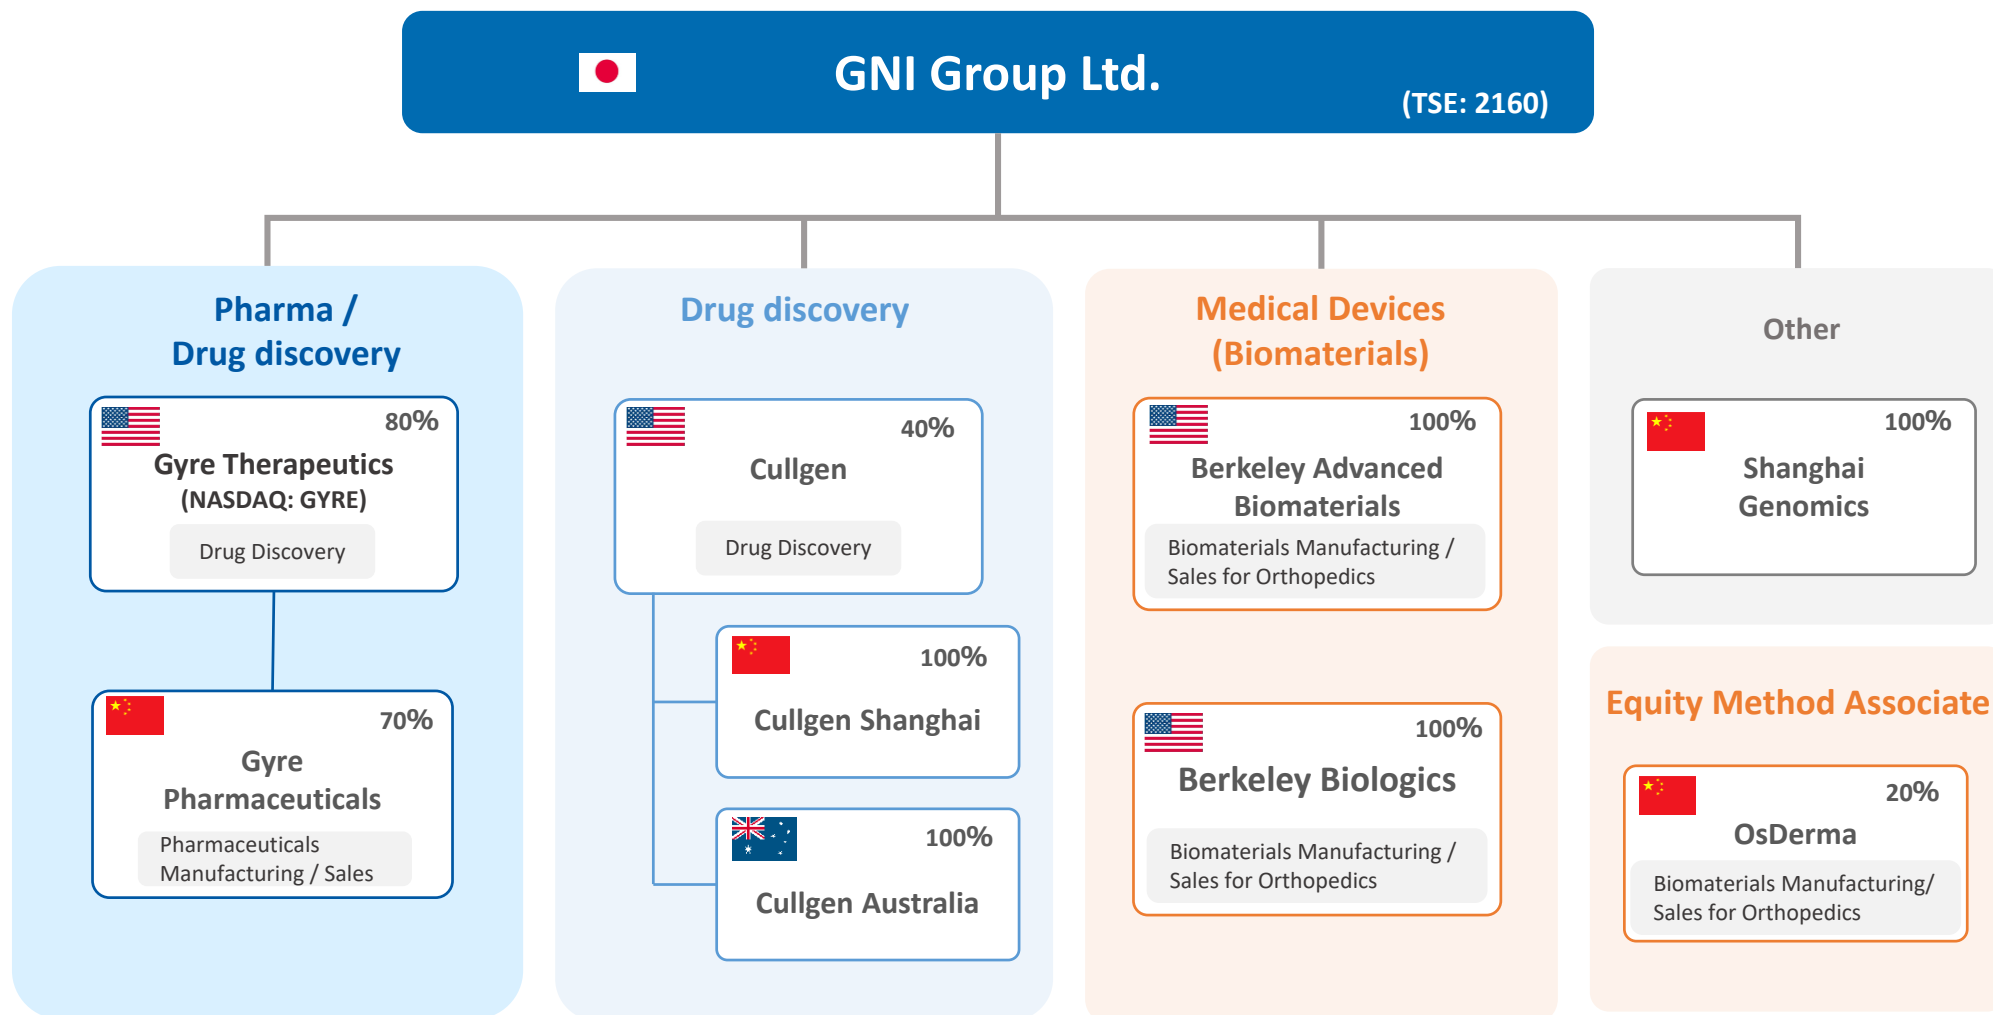 GNI Group Ltd.
(TSE: 2160)
Pharma /
Drug discovery
80%
Gyre Therapeutics
(NASDAQ: GYRE)
Drug Discovery
70%
Gyre
Pharmaceuticals
Pharmaceuticals
Manufacturing / Sales
Drug discovery
40%
Cullgen
Drug Discovery
100%
Cullgen Shanghai
100%
Cullgen Australia
Medical Devices
(Biomaterials)
100%
Berkeley Advanced
Biomaterials
Biomaterials Manufacturing /
Sales for Orthopedics
100%
Berkeley Biologics
Biomaterials Manufacturing /
Sales for Orthopedics
Other
100%
Shanghai
Genomics
Equity Method Associate
20%
OsDerma
Biomaterials Manufacturing/
Sales for Orthopedics